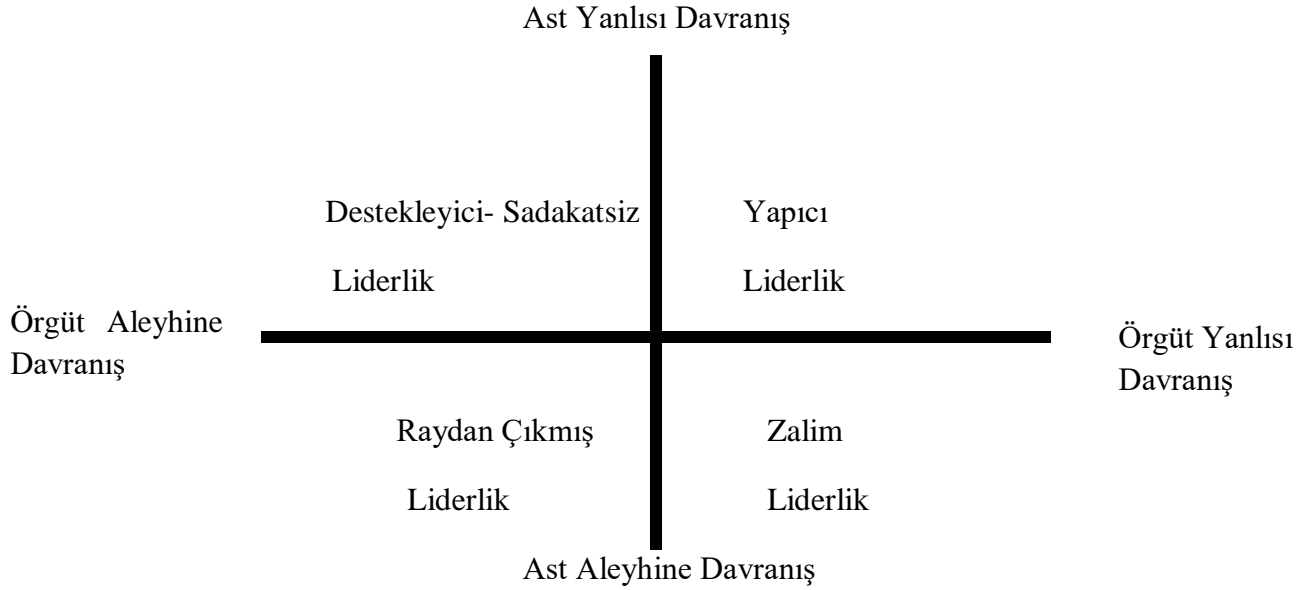 Ast Yanlısı Davranış
Destekleyici- Sadakatsiz
Liderlik
Yapıcı
Liderlik
Örgüt Aleyhine
Davranış
Örgüt Yanlısı
Davranış
Raydan Çıkmış
Liderlik
Zalim
Liderlik
Ast Aleyhine Davranış